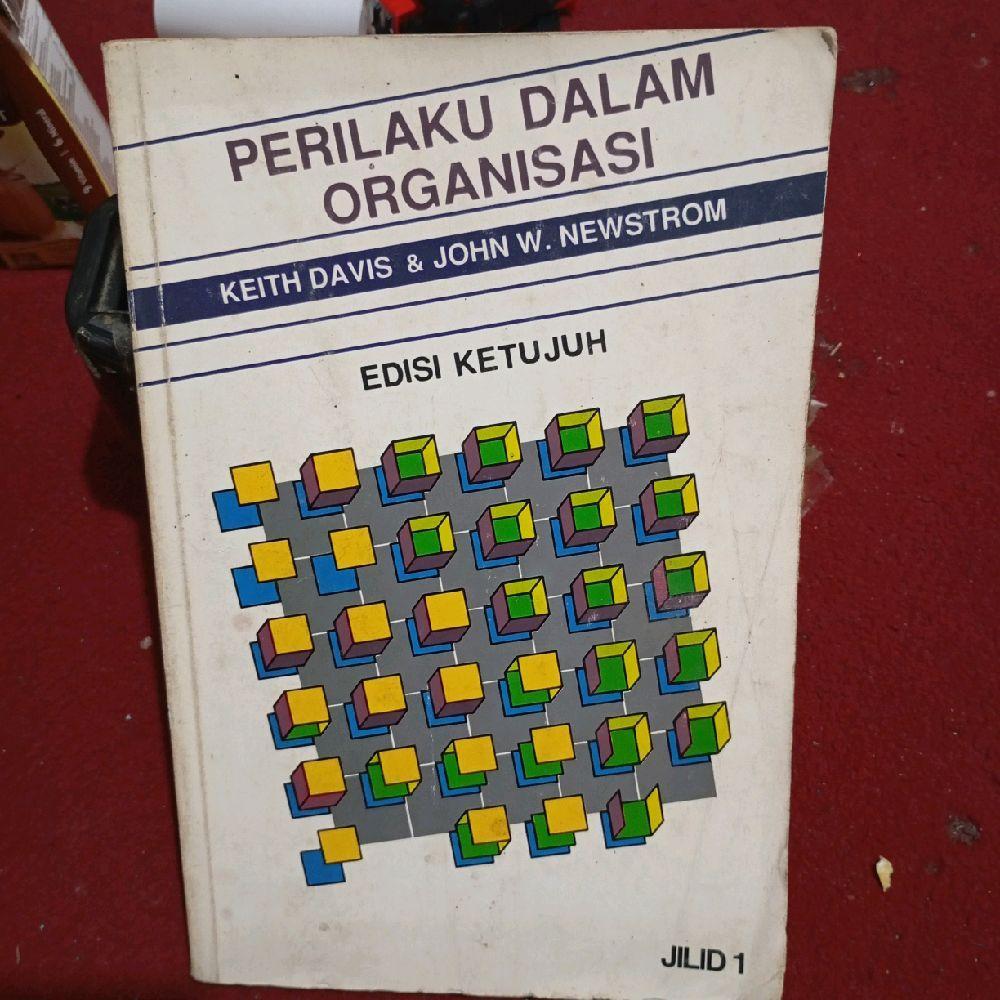 PERILAKU DALAM
ORGANISASI
KEITH DAVIS & JOHN W. NEWSTROM
EDISI KETUJUH
JILID 1